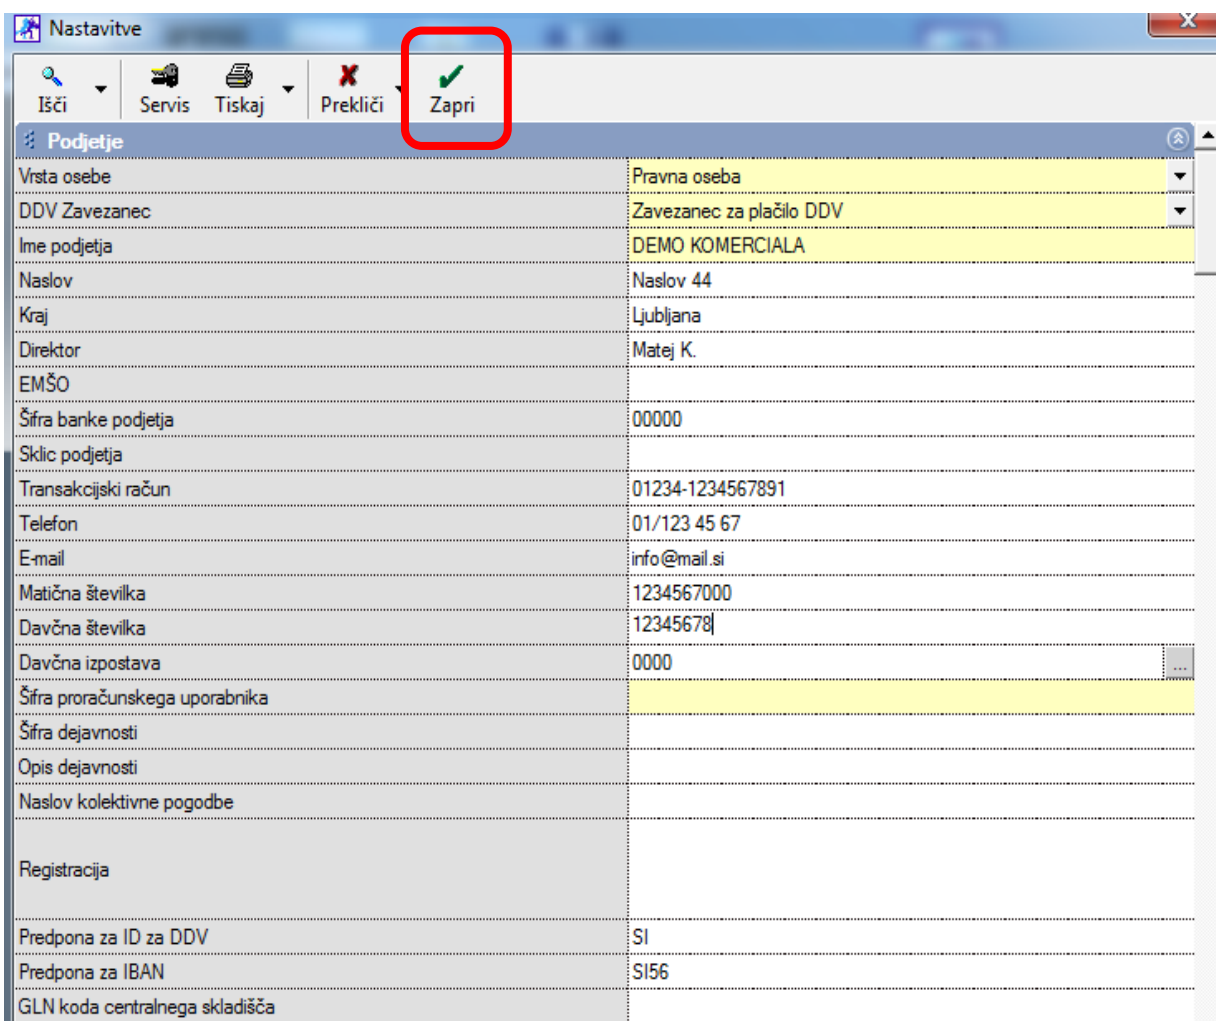 Nastavitve
X
Išči Servis Tiskaj Prekliči Zapri
Podjetje
Vrsta osebe Pravna oseba
DDV Zavezanec Zavezanec za plačilo DDV
Ime podjetja DEMO KOMERCIALA
Naslov Naslov 44
Kraj Ljubljana
Direktor Matej K.
EMŠO
Šifra banke podjetja 00000
Sklic podjetja
Transakcijski račun 01234-1234567891
Telefon 01/123 45 67
E-mail info@mail.si
Matična številka 1234567000
Davčna številka 12345678
Davčna izpostava 0000 ...
Šifra proračunskega uporabnika
Šifra dejavnosti
Opis dejavnosti
Naslov kolektivne pogodbe
Registracija
Predpona za ID za DDV SI
Predpona za IBAN SI56
GLN koda centralnega skladišča